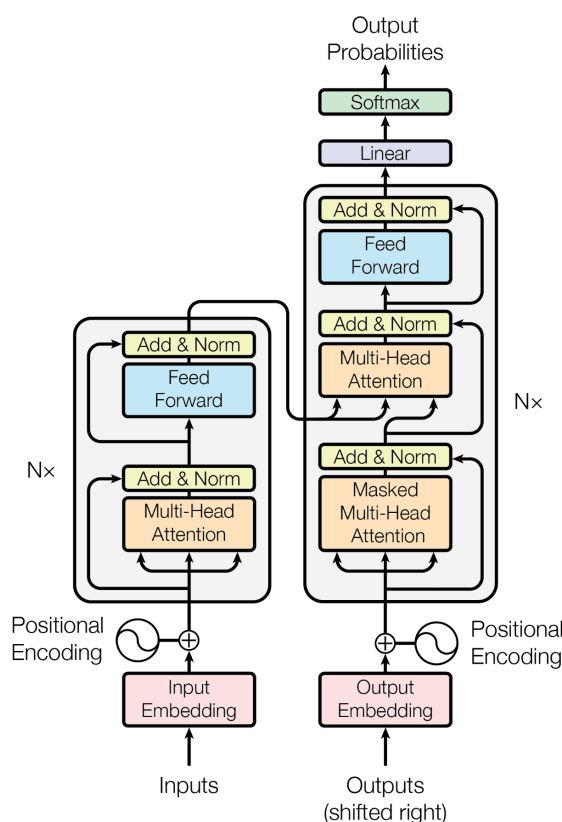 Output
Probabilities
Softmax
Linear
Add & Norm
Feed
Forward
Add & Norm
Multi-Head
Attention
Add & Norm
Masked
Multi-Head
Attention
N×
Add & Norm
Feed
Forward
Add & Norm
Multi-Head
Attention
N×
Positional
Encoding
Positional
Encoding
Input
Embedding
Output
Embedding
Inputs
Outputs
(shifted right)